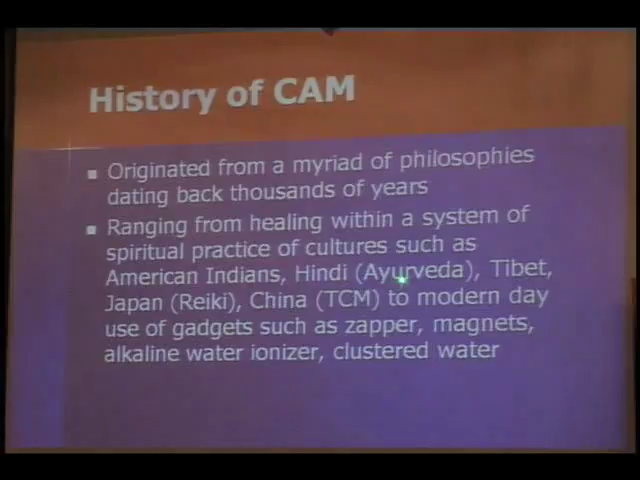 History of CAM
Originated from a myriad of philosophies
dating back thousands of years
Ranging from healing within a system of
spiritual practice of cultures such as
American Indians, Hindi (Ayurveda), Tibet,
Japan (Reiki), China (TCM) to modern day
use of gadgets such as zapper, magnets,
alkaline water ionizer, clustered water